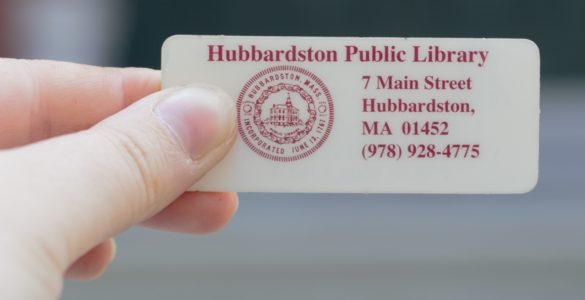 Hubbardston Public Library
HUBBARDSTON, MASS.
INCORPORATED JUNE 13, 1767
7 Main Street
Hubbardston,
MA 01452
(978) 928-4775